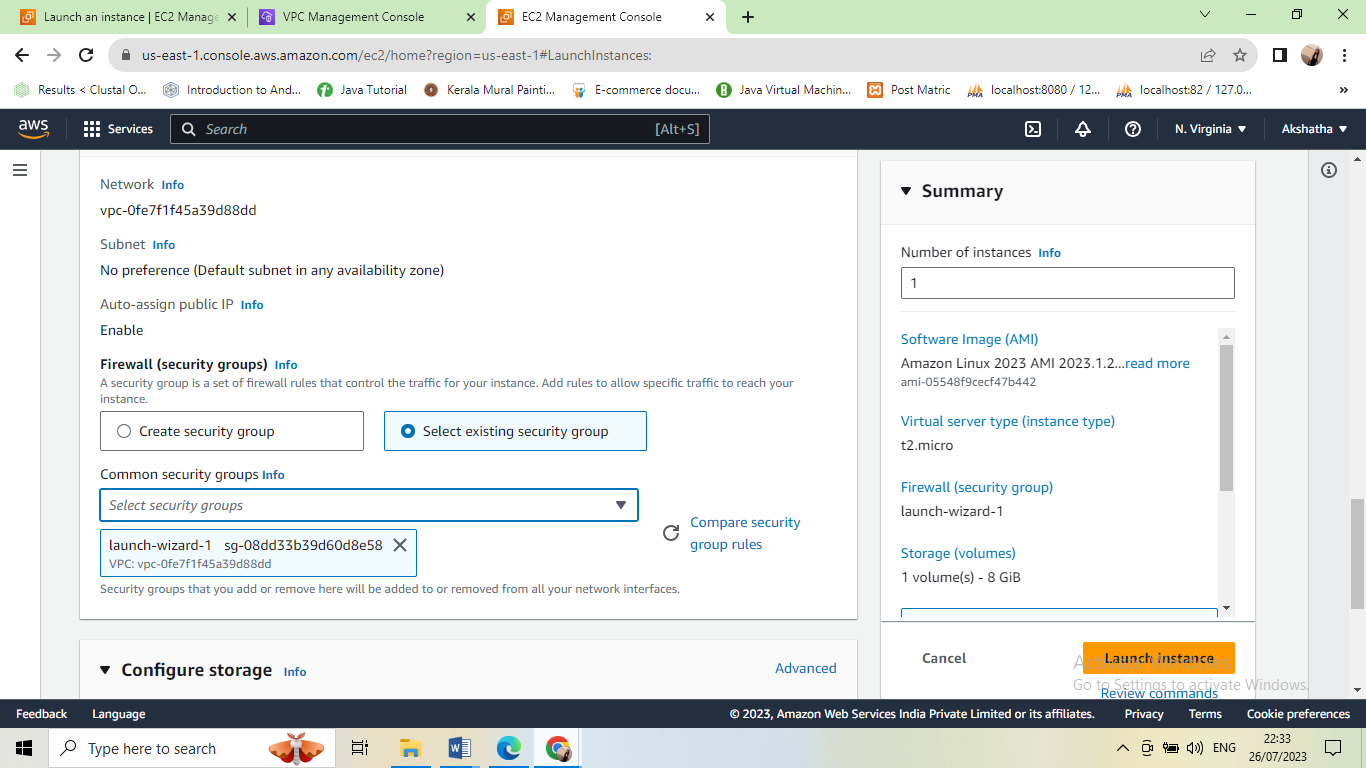 Launch an instance | EC2 Manage
VPC Management Console
EC2 Management Console
us-east-1.console.aws.amazon.com/ec2/home?region=us-east-1#LaunchInstances:
Results < Clustal O...
Introduction to And...
Java Tutorial
Kerala Mural Painti...
E-commerce docu...
Java Virtual Machin...
Post Matric
localhost:8080 / 12...
localhost:82 / 127.0...
»
aws
Services
Search
[Alt+S]
N. Virginia
Akshatha
Network Info
vpc-0fe7f1f45a39d88dd
Subnet Info
No preference (Default subnet in any availability zone)
Auto-assign public IP Info
Enable
Firewall (security groups) Info
A security group is a set of firewall rules that control the traffic for your instance. Add rules to allow specific traffic to reach your
instance.
Create security group
Select existing security group
Common security groups Info
Select security groups
launch-wizard-1 sg-08dd33b39d60d8e58
VPC: vpc-0fe7f1f45a39d88dd
Compare security
group rules
Security groups that you add or remove here will be added to or removed from all your network interfaces.
Configure storage Info
Advanced
Summary
Number of instances Info
1
Software Image (AMI)
Amazon Linux 2023 AMI 2023.1.2...read more
ami-05548f9cecf47b442
Virtual server type (instance type)
t2.micro
Firewall (security group)
launch-wizard-1
Storage (volumes)
1 volume(s) - 8 GiB
Cancel
Launch instance
Review commands
Activate Windows
Go to Settings to activate Windows.
Feedback
Language
© 2023, Amazon Web Services India Private Limited or its affiliates.
Privacy
Terms
Cookie preferences
Type here to search
ENG
22:33
26/07/2023